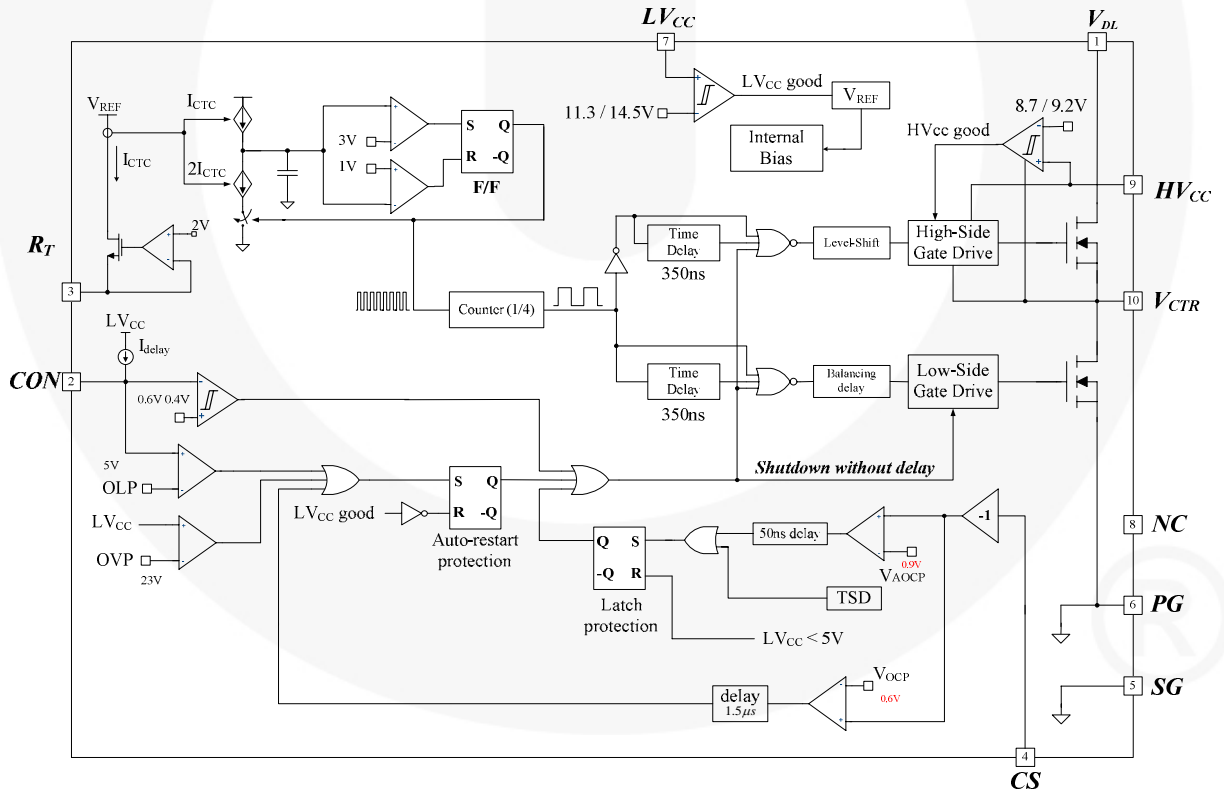 LVCC
VDL
7
1
LVCC good
VREF
11.3 / 14.5V
Internal
Bias
8.7 / 9.2V
HVcc good
+
-
-
+
VREF
ICTC
ICTC
2ICTC
3V
1V
+
-
+
-
S
Q
R
-Q
F/F
9
HVCC
2V
+
-
RT
3
Time
Delay
350ns
Level-Shift
High-Side
Gate Drive
Counter (1/4)
10
VCTR
LVCC
Idelay
CON
2
0.6V 0.4V
-
+
Time
Delay
350ns
Balancing
delay
Low-Side
Gate Drive
5V
OLP
+
-
S
Q
R
-Q
LVCC good
Auto-restart
protection
Shutdown without delay
LVCC
OVP
23V
+
-
Q
S
-Q
R
Latch
protection
50ns delay
+
-
0.9V
VAOCP
-1
TSD
LVCC < 5V
8
NC
6
PG
5
SG
delay
1.5μs
VOCP
0.6V
-
+
4
CS
®